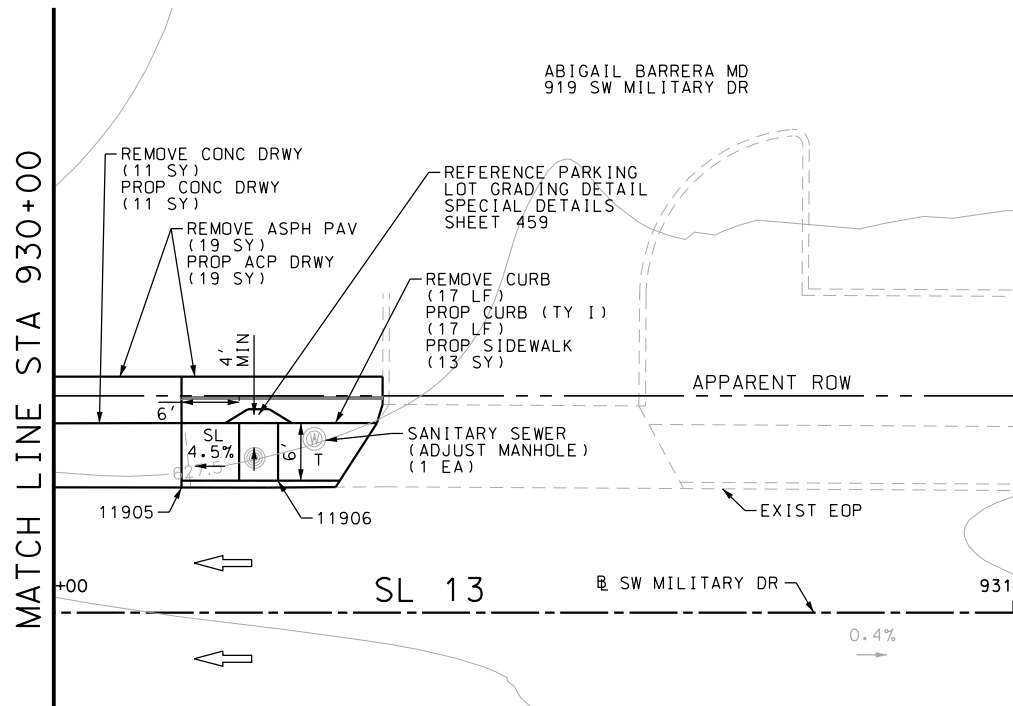 MATCH LINE STA 930+00
ABIGAIL BARRERA MD
919 SW MILITARY DR
REMOVE CONC DRWY
(11 SY)
PROP CONC DRWY
(11 SY)
REFERENCE PARKING
LOT GRADING DETAIL
SPECIAL DETAILS
SHEET 459
REMOVE ASPH PAV
(19 SY)
PROP ACP DRWY
(19 SY)
REMOVE CURB
(17 LF)
PROP CURB (TY I)
(17 LF)
PROP SIDEWALK
(13 SY)
4'
MIN
APPARENT ROW
6'
SL
4.5%
6'
T
W
SANITARY SEWER
(ADJUST MANHOLE)
(1 EA)
627.5
11905
11906
EXIST EOP
+00
SL 13
BL SW MILITARY DR
931
0.4%